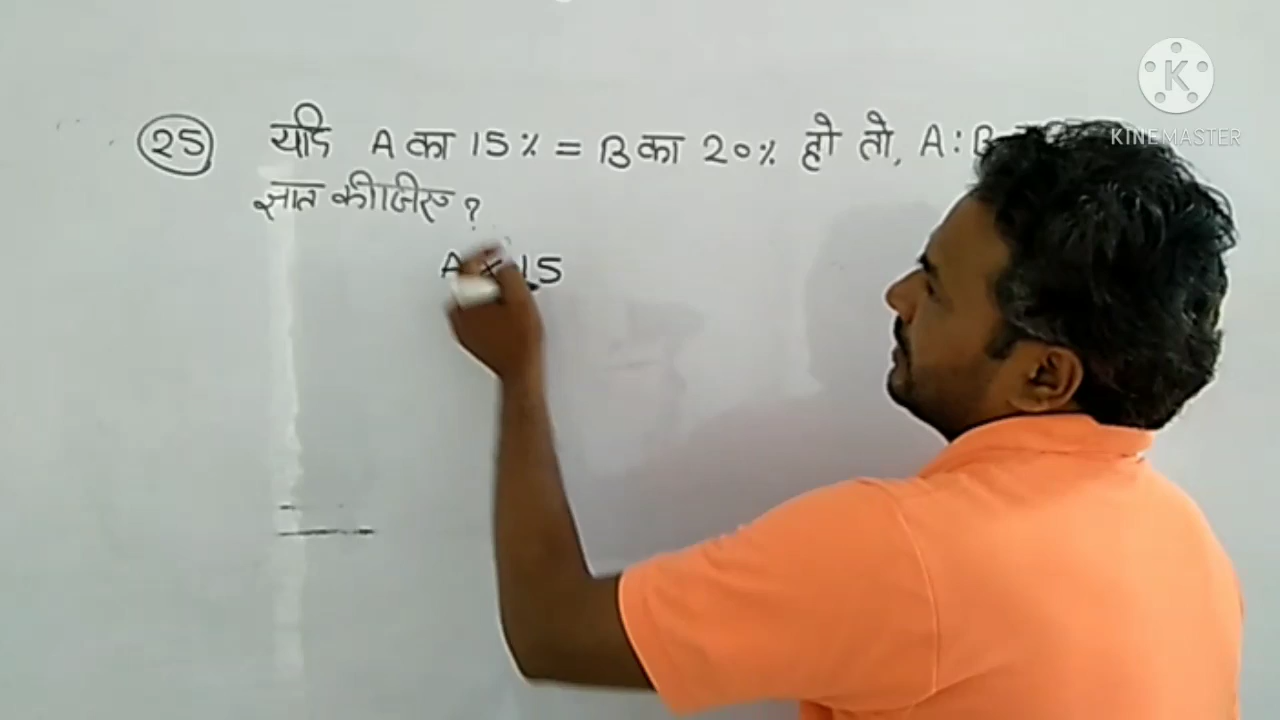 25 यदि A का 15% = B का 20% हो तो, A : B
ज्ञात कीजिए ?
A × 15
K
KINEMASTER